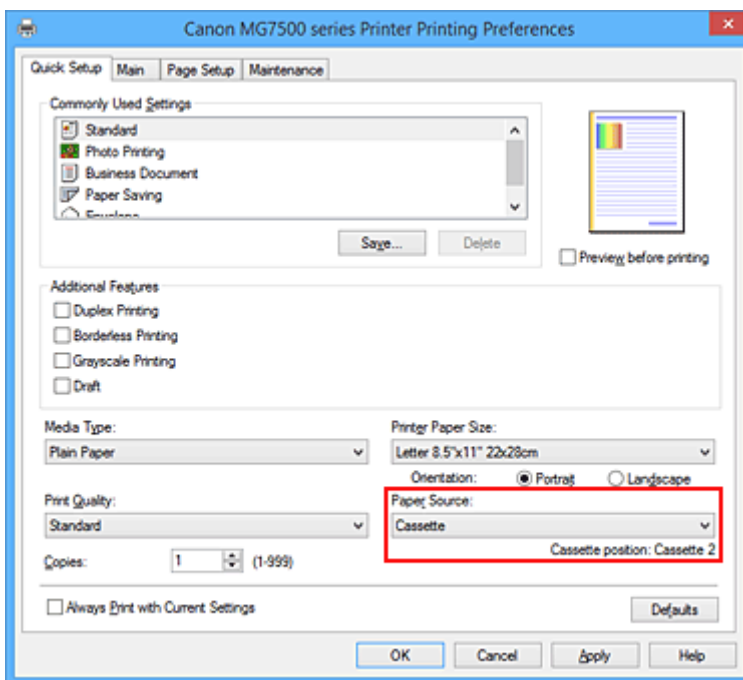 Canon MG7500 series Printer Printing Preferences
Quick Setup Main Page Setup Maintenance
Commonly Used Settings
Standard
Photo Printing
Business Document
Paper Saving
Envelope
Save... Delete
Preview before printing
Additional Features
Duplex Printing
Borderless Printing
Grayscale Printing
Draft
Media Type: Printer Paper Size:
Plain Paper Letter 8.5"x11" 22x28cm
Orientation: Portrait Landscape
Print Quality: Paper Source:
Standard Cassette
Cassette position: Cassette 2
Copies: 1 (1-999)
Always Print with Current Settings Defaults
OK Cancel Apply Help